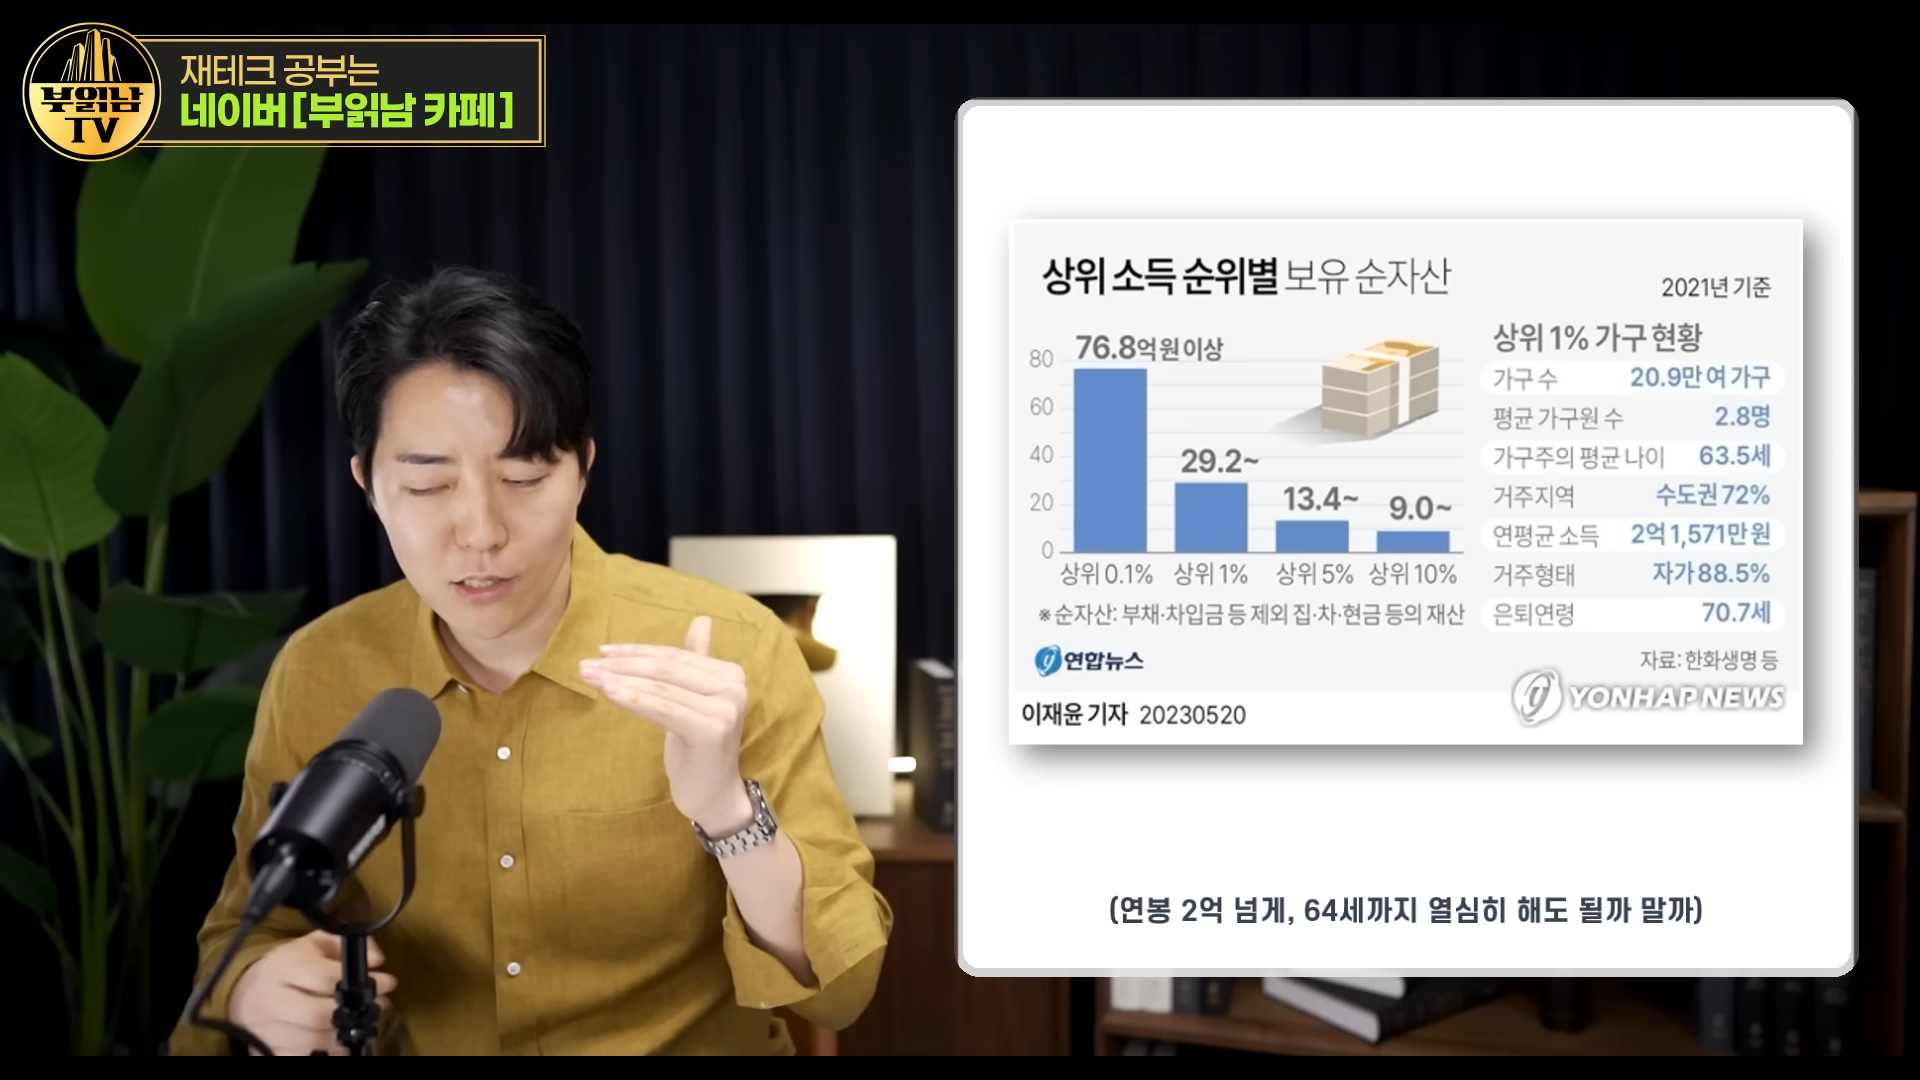 부읽남
TV
재테크 공부는
네이버 [부읽남 카페]
상위 소득 순위별 보유 순자산
2021년 기준
76.8억원 이상
80
60
40
20
0
29.2~
13.4~
9.0~
상위 0.1%
상위 1%
상위 5%
상위 10%
※ 순자산: 부채·차입금 등 제외 집·차·현금 등의 재산
상위 1% 가구 현황
가구 수 20.9만여 가구
평균 가구원 수 2.8명
가구주의 평균 나이 63.5세
거주지역 수도권 72%
연평균 소득 2억 1,571만원
거주형태 자가 88.5%
은퇴연령 70.7세
자료: 한화생명 등
연합뉴스
YONHAP NEWS
이재윤 기자 20230520
(연봉 2억 넘게, 64세까지 열심히 해도 될까 말까)